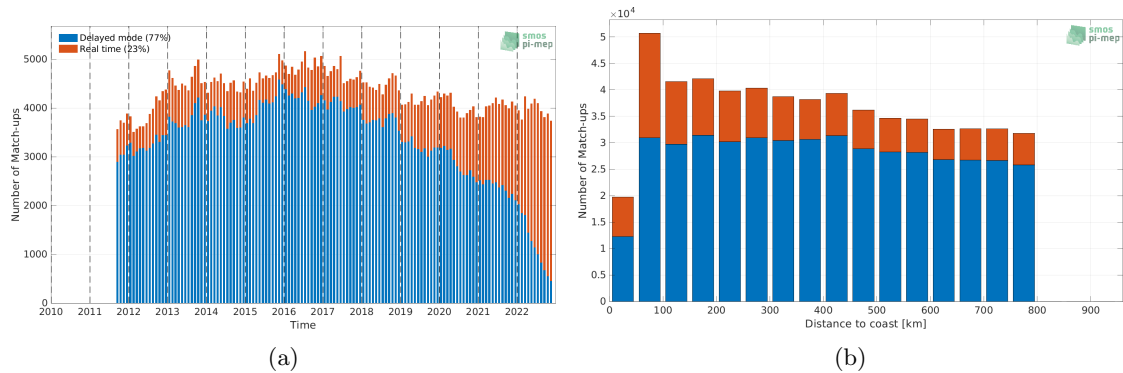 Delayed mode (77%)
Real time (23%)
smos
pi-mep
Number of Match-ups
5000
4000
3000
2000
1000
0
2010 2011 2012 2013 2014 2015 2016 2017 2018 2019 2020 2021 2022
Time
(a)
×10⁴
smos
pi-mep
Number of Match-ups
5
4.5
4
3.5
3
2.5
2
1.5
1
0.5
0
0 100 200 300 400 500 600 700 800 900
Distance to coast [km]
(b)